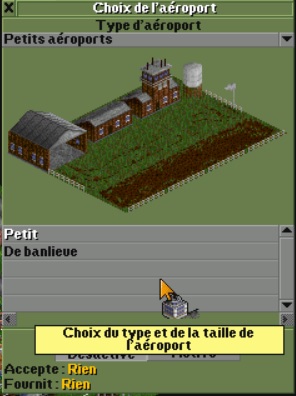 Choix de l'aéroport
Type d'aéroport
Petits aéroports
Petit
De banlieue
Choix du type et de la taille de
l'aéroport
Accepte : Rien
Fournit : Rien